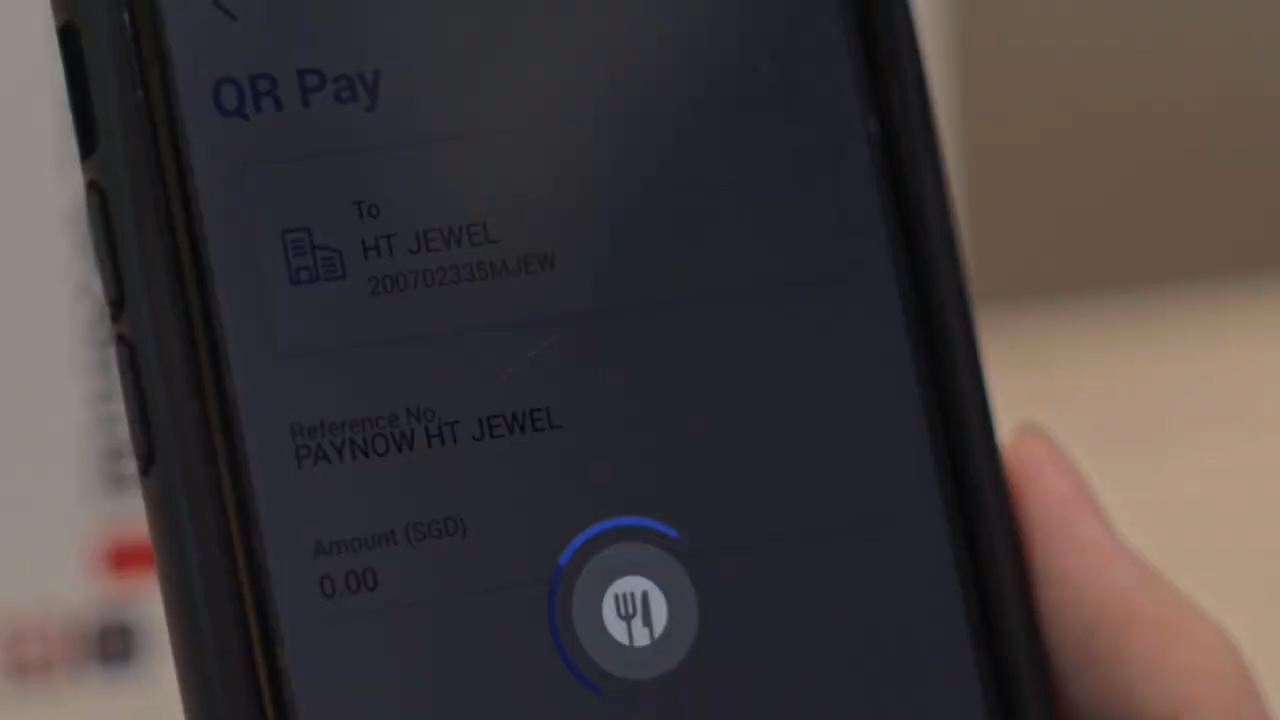 QR Pay
To
HT JEWEL
200702335MJEW
Reference No.
PAYNOW HT JEWEL
Amount (SGD)
0.00